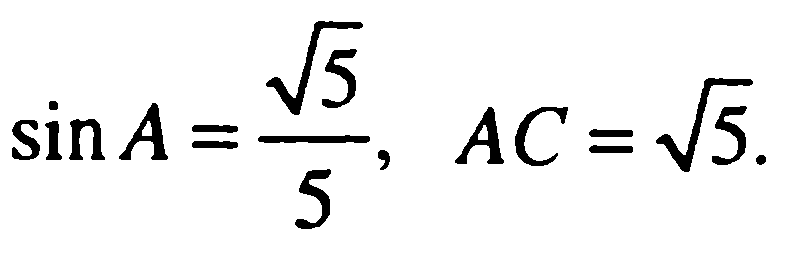 sin A = √5/5, AC = √5.